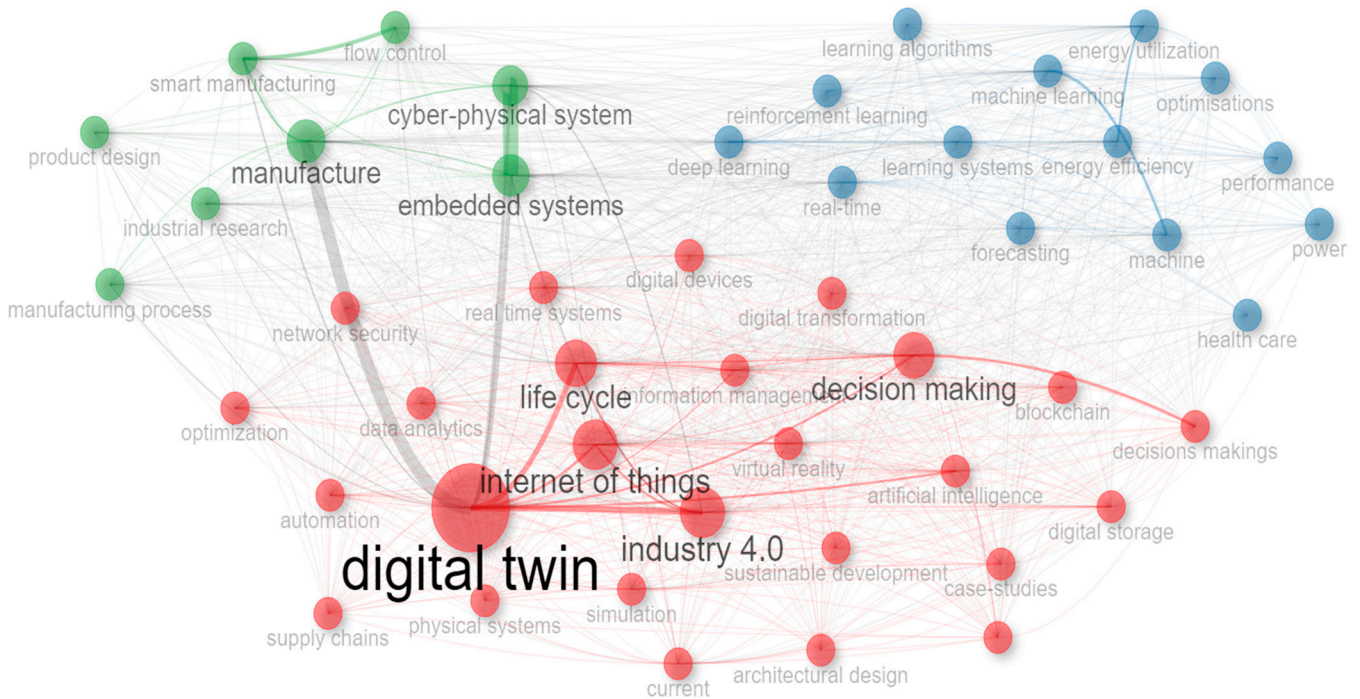 flow control
learning algorithms
energy utilization
smart manufacturing
machine learning
optimisations
cyber-physical system
reinforcement learning
product design
manufacture
deep learning
learning systems
energy efficiency
performance
embedded systems
real-time
industrial research
forecasting
machine
power
digital devices
manufacturing process
real time systems
digital transformation
network security
health care
life cycle
information management
decision making
blockchain
optimization
data analytics
decisions makings
internet of things
virtual reality
artificial intelligence
automation
industry 4.0
digital storage
digital twin
sustainable development
case-studies
simulation
supply chains
physical systems
architectural design
current